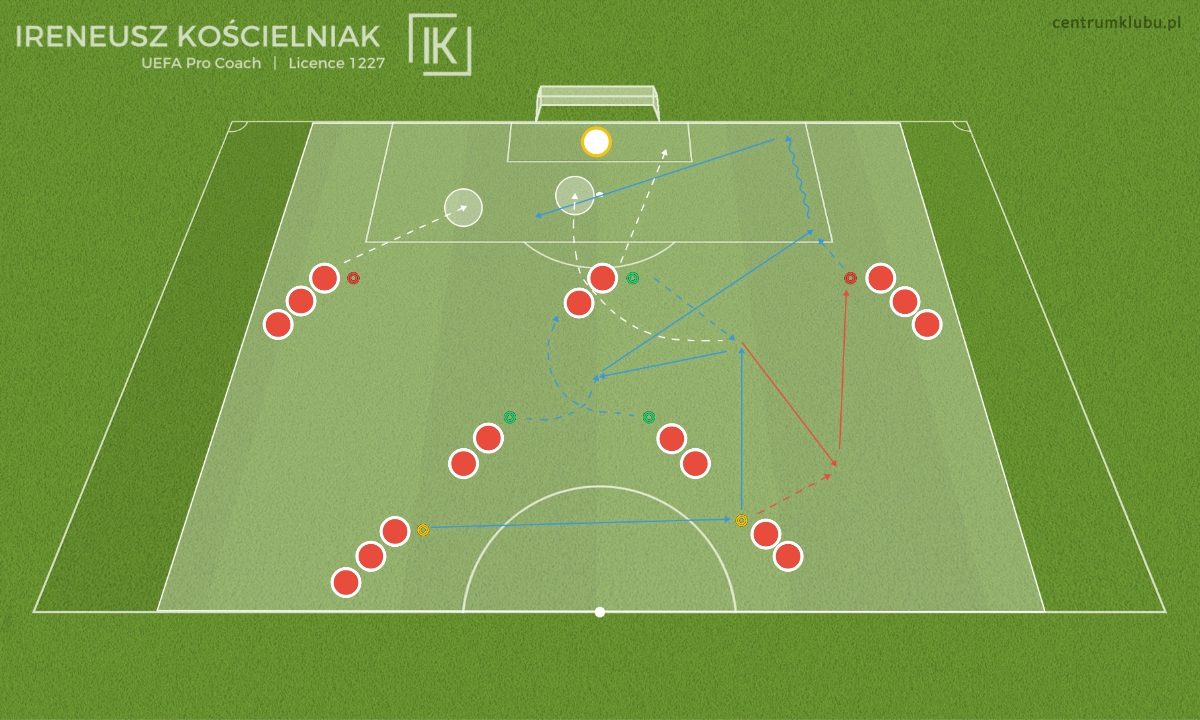 IRENEUSZ KOŚCIELNIAK
UEFA Pro Coach | Licence 1227
IK
centrumklubu.pl